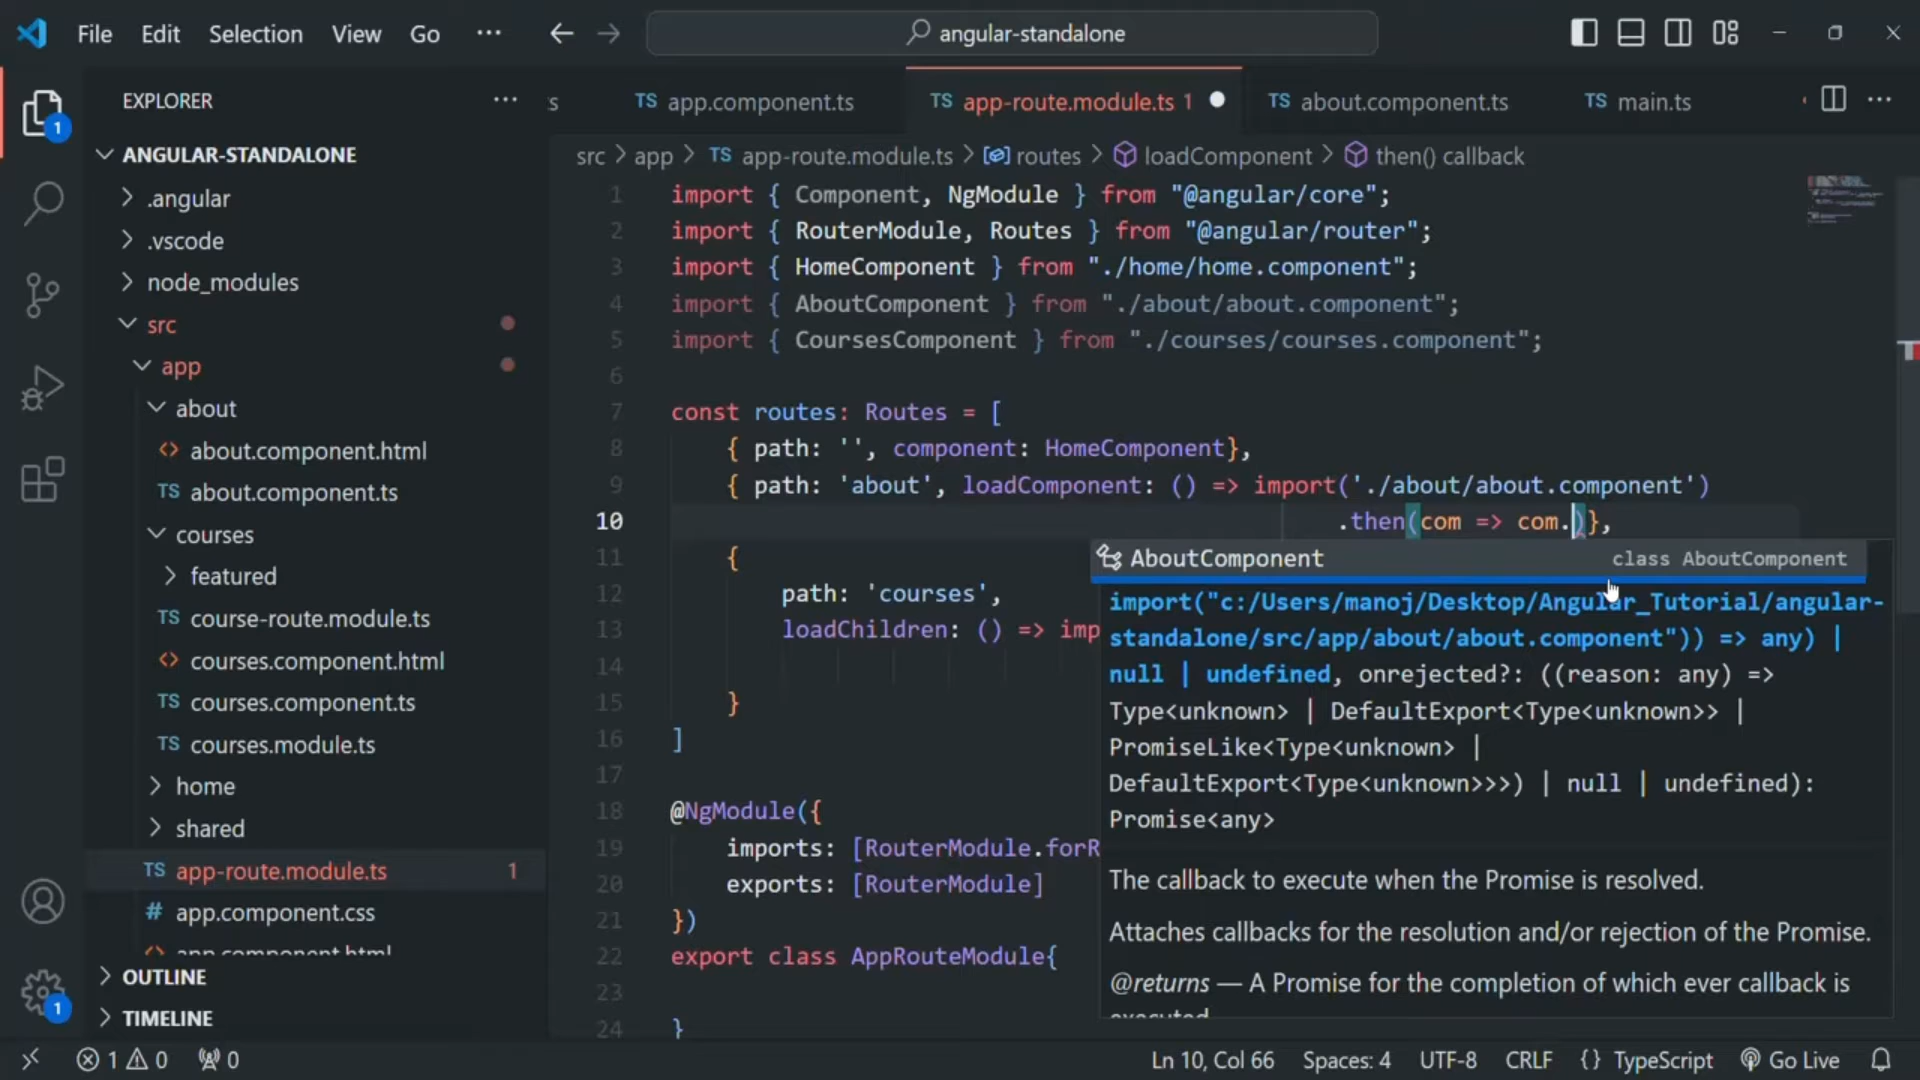 File Edit Selection View Go ··· angular-standalone
EXPLORER ···
ANGULAR-STANDALONE
.angular
.vscode
node_modules
src
app
about
about.component.html
TS about.component.ts
courses
featured
TS course-route.module.ts
courses.component.html
TS courses.component.ts
TS courses.module.ts
home
shared
TS app-route.module.ts 1
# app.component.css
app.component.html
OUTLINE
TIMELINE
1
1
s TS app.component.ts TS app-route.module.ts 1 TS about.component.ts TS main.ts ···
src > app > TS app-route.module.ts > routes > loadComponent > then() callback
1 import { Component, NgModule } from "@angular/core";
2 import { RouterModule, Routes } from "@angular/router";
3 import { HomeComponent } from "./home/home.component";
4 import { AboutComponent } from "./about/about.component";
5 import { CoursesComponent } from "./courses/courses.component";
6
7 const routes: Routes = [
8 { path: '', component: HomeComponent},
9 { path: 'about', loadComponent: () => import('./about/about.component')
10 .then(com => com.)},
11 {
12 path: 'courses',
13 loadChildren: () => imp
14
15 }
16 ]
17
18 @NgModule({
19 imports: [RouterModule.forR
20 exports: [RouterModule]
21 })
22 export class AppRouteModule{
23
24 }
AboutComponent class AboutComponent
import("c:/Users/manoj/Desktop/Angular_Tutorial/angular-
standalone/src/app/about/about.component")) => any) |
null | undefined, onrejected?: ((reason: any) =>
Type<unknown> | DefaultExport<Type<unknown>> |
PromiseLike<Type<unknown> |
DefaultExport<Type<unknown>>>) | null | undefined):
Promise<any>
The callback to execute when the Promise is resolved.
Attaches callbacks for the resolution and/or rejection of the Promise.
@returns — A Promise for the completion of which ever callback is
executed
1 0 0 Ln 10, Col 66 Spaces: 4 UTF-8 CRLF {} TypeScript Go Live